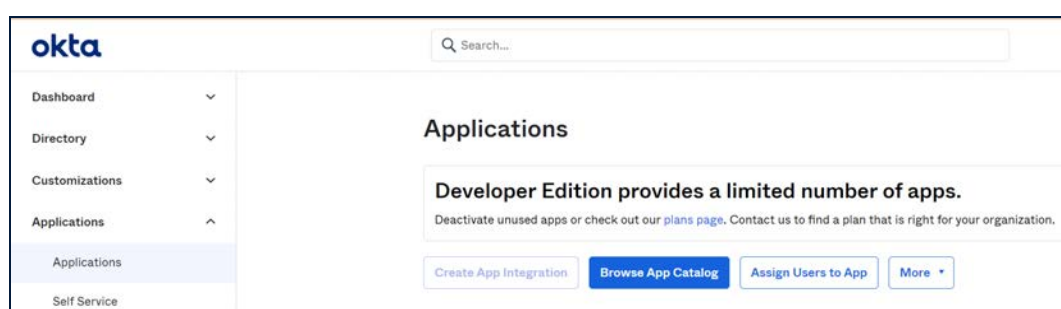 okta
Search...
Dashboard
Directory
Customizations
Applications
Applications
Self Service
Applications
Developer Edition provides a limited number of apps.
Deactivate unused apps or check out our plans page. Contact us to find a plan that is right for your organization.
Create App Integration Browse App Catalog Assign Users to App More